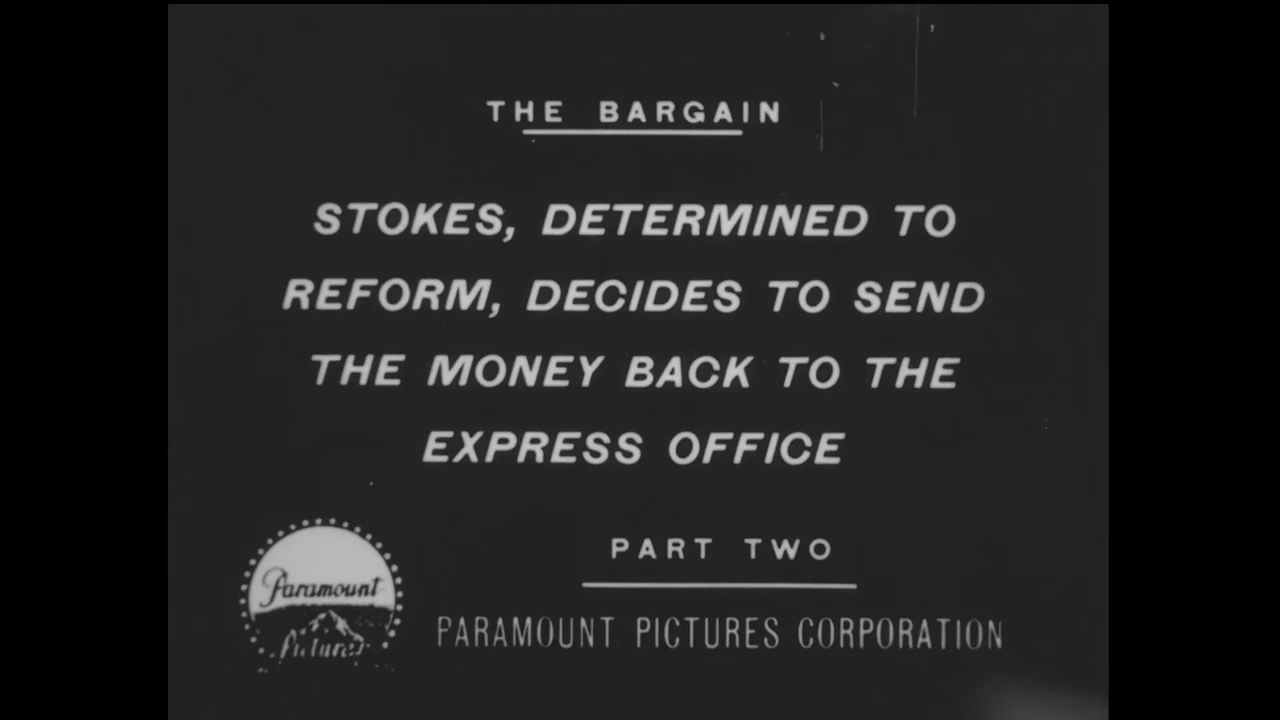 THE BARGAIN
STOKES, DETERMINED TO
REFORM, DECIDES TO SEND
THE MONEY BACK TO THE
EXPRESS OFFICE
PART TWO
Paramount
Pictures
PARAMOUNT PICTURES CORPORATION